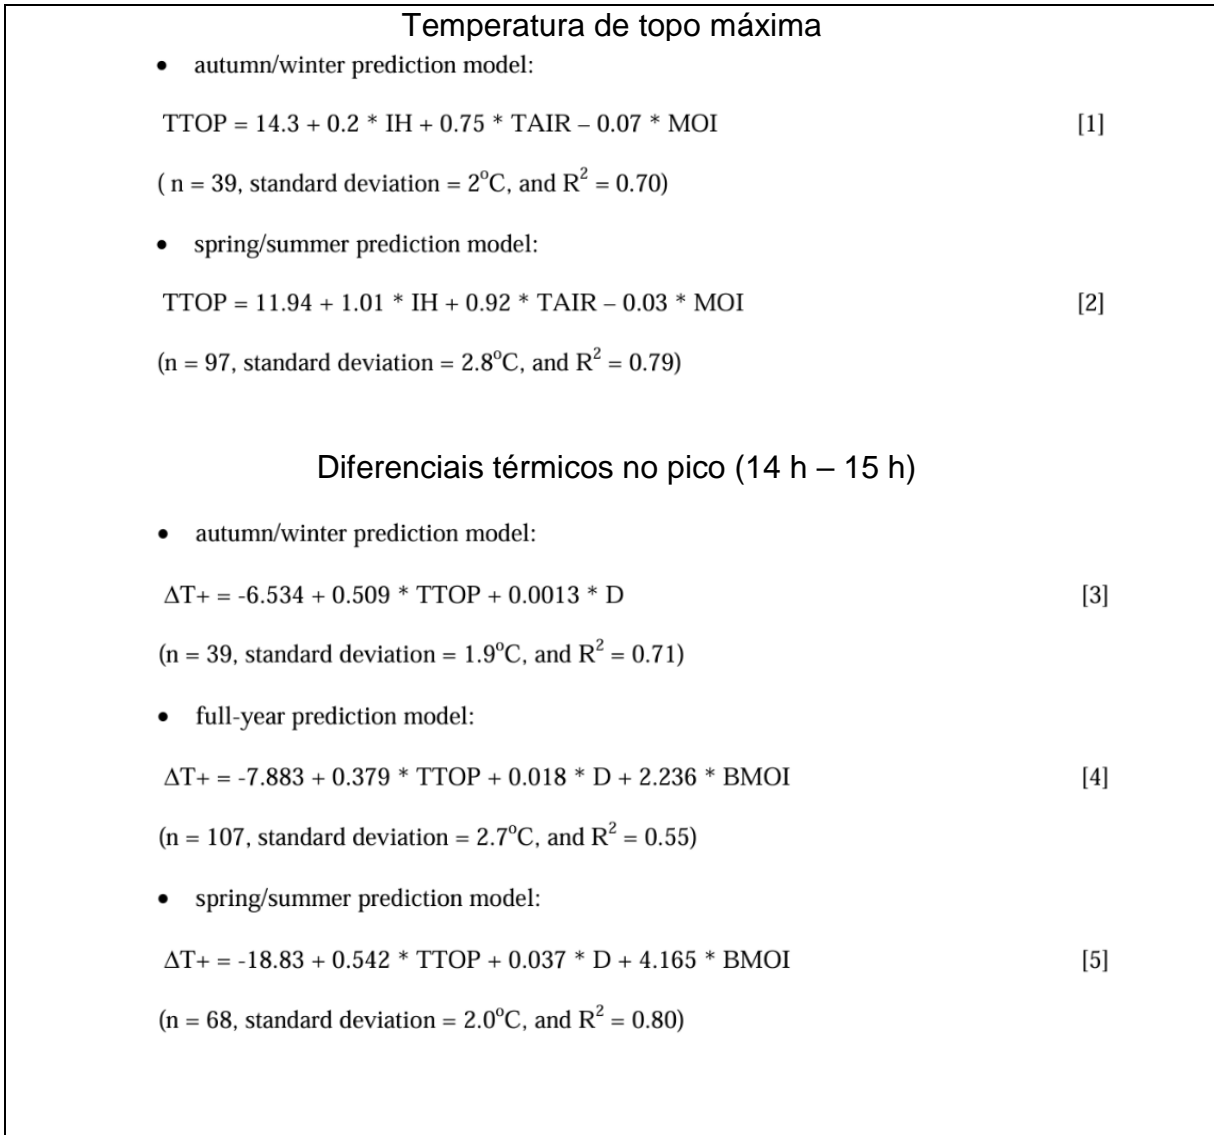 Temperatura de topo máxima
• autumn/winter prediction model:
TTOP = 14.3 + 0.2 * IH + 0.75 * TAIR – 0.07 * MOI [1]
( n = 39, standard deviation = 2°C, and R² = 0.70)
• spring/summer prediction model:
TTOP = 11.94 + 1.01 * IH + 0.92 * TAIR – 0.03 * MOI [2]
(n = 97, standard deviation = 2.8°C, and R² = 0.79)
Diferenciais térmicos no pico (14 h – 15 h)
• autumn/winter prediction model:
ΔT+ = -6.534 + 0.509 * TTOP + 0.0013 * D [3]
(n = 39, standard deviation = 1.9°C, and R² = 0.71)
• full-year prediction model:
ΔT+ = -7.883 + 0.379 * TTOP + 0.018 * D + 2.236 * BMOI [4]
(n = 107, standard deviation = 2.7°C, and R² = 0.55)
• spring/summer prediction model:
ΔT+ = -18.83 + 0.542 * TTOP + 0.037 * D + 4.165 * BMOI [5]
(n = 68, standard deviation = 2.0°C, and R² = 0.80)